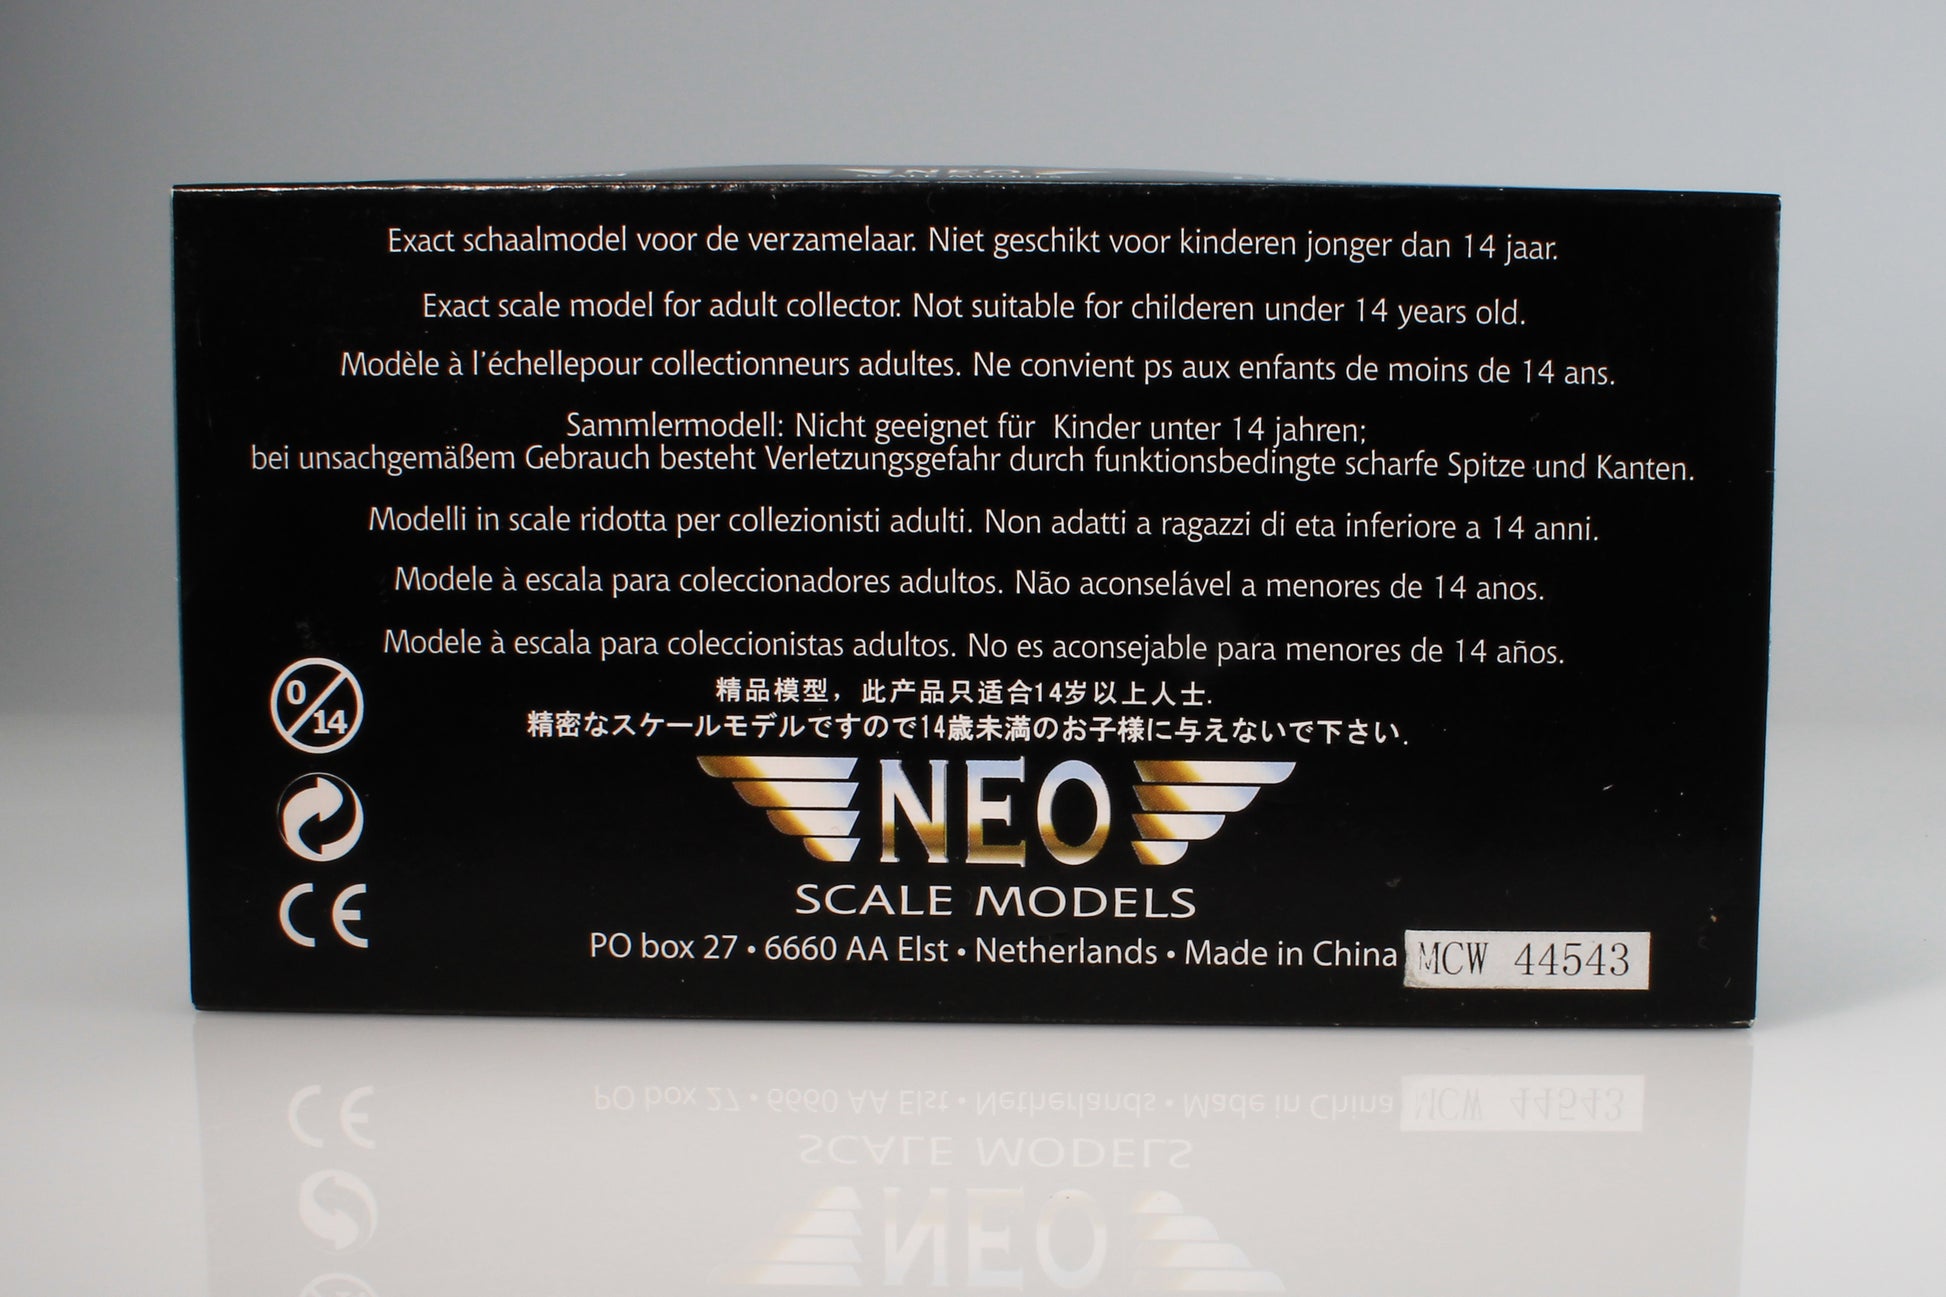 Exact schaalmodel voor de verzamelaar. Niet geschikt voor kinderen jonger dan 14 jaar.
Exact scale model for adult collector. Not suitable for childeren under 14 years old.
Modèle à l'échellepour collectionneurs adultes. Ne convient ps aux enfants de moins de 14 ans.
Sammlermodell: Nicht geeignet für Kinder unter 14 jahren;
bei unsachgemäßem Gebrauch besteht Verletzungsgefahr durch funktionsbedingte scharfe Spitze und Kanten.
Modelli in scale ridotta per collezionisti adulti. Non adatti a ragazzi di eta inferiore a 14 anni.
Modele à escala para coleccionadores adultos. Não aconselável a menores de 14 anos.
Modele à escala para coleccionistas adultos. No es aconsejable para menores de 14 años.
精品模型，此产品只适合14岁以上人士.
精密なスケールモデルですので14歳未満のお子様に与えないで下さい.
0/14
NEO
SCALE MODELS
CE
PO box 27 • 6660 AA Elst • Netherlands • Made in China MCW 44543